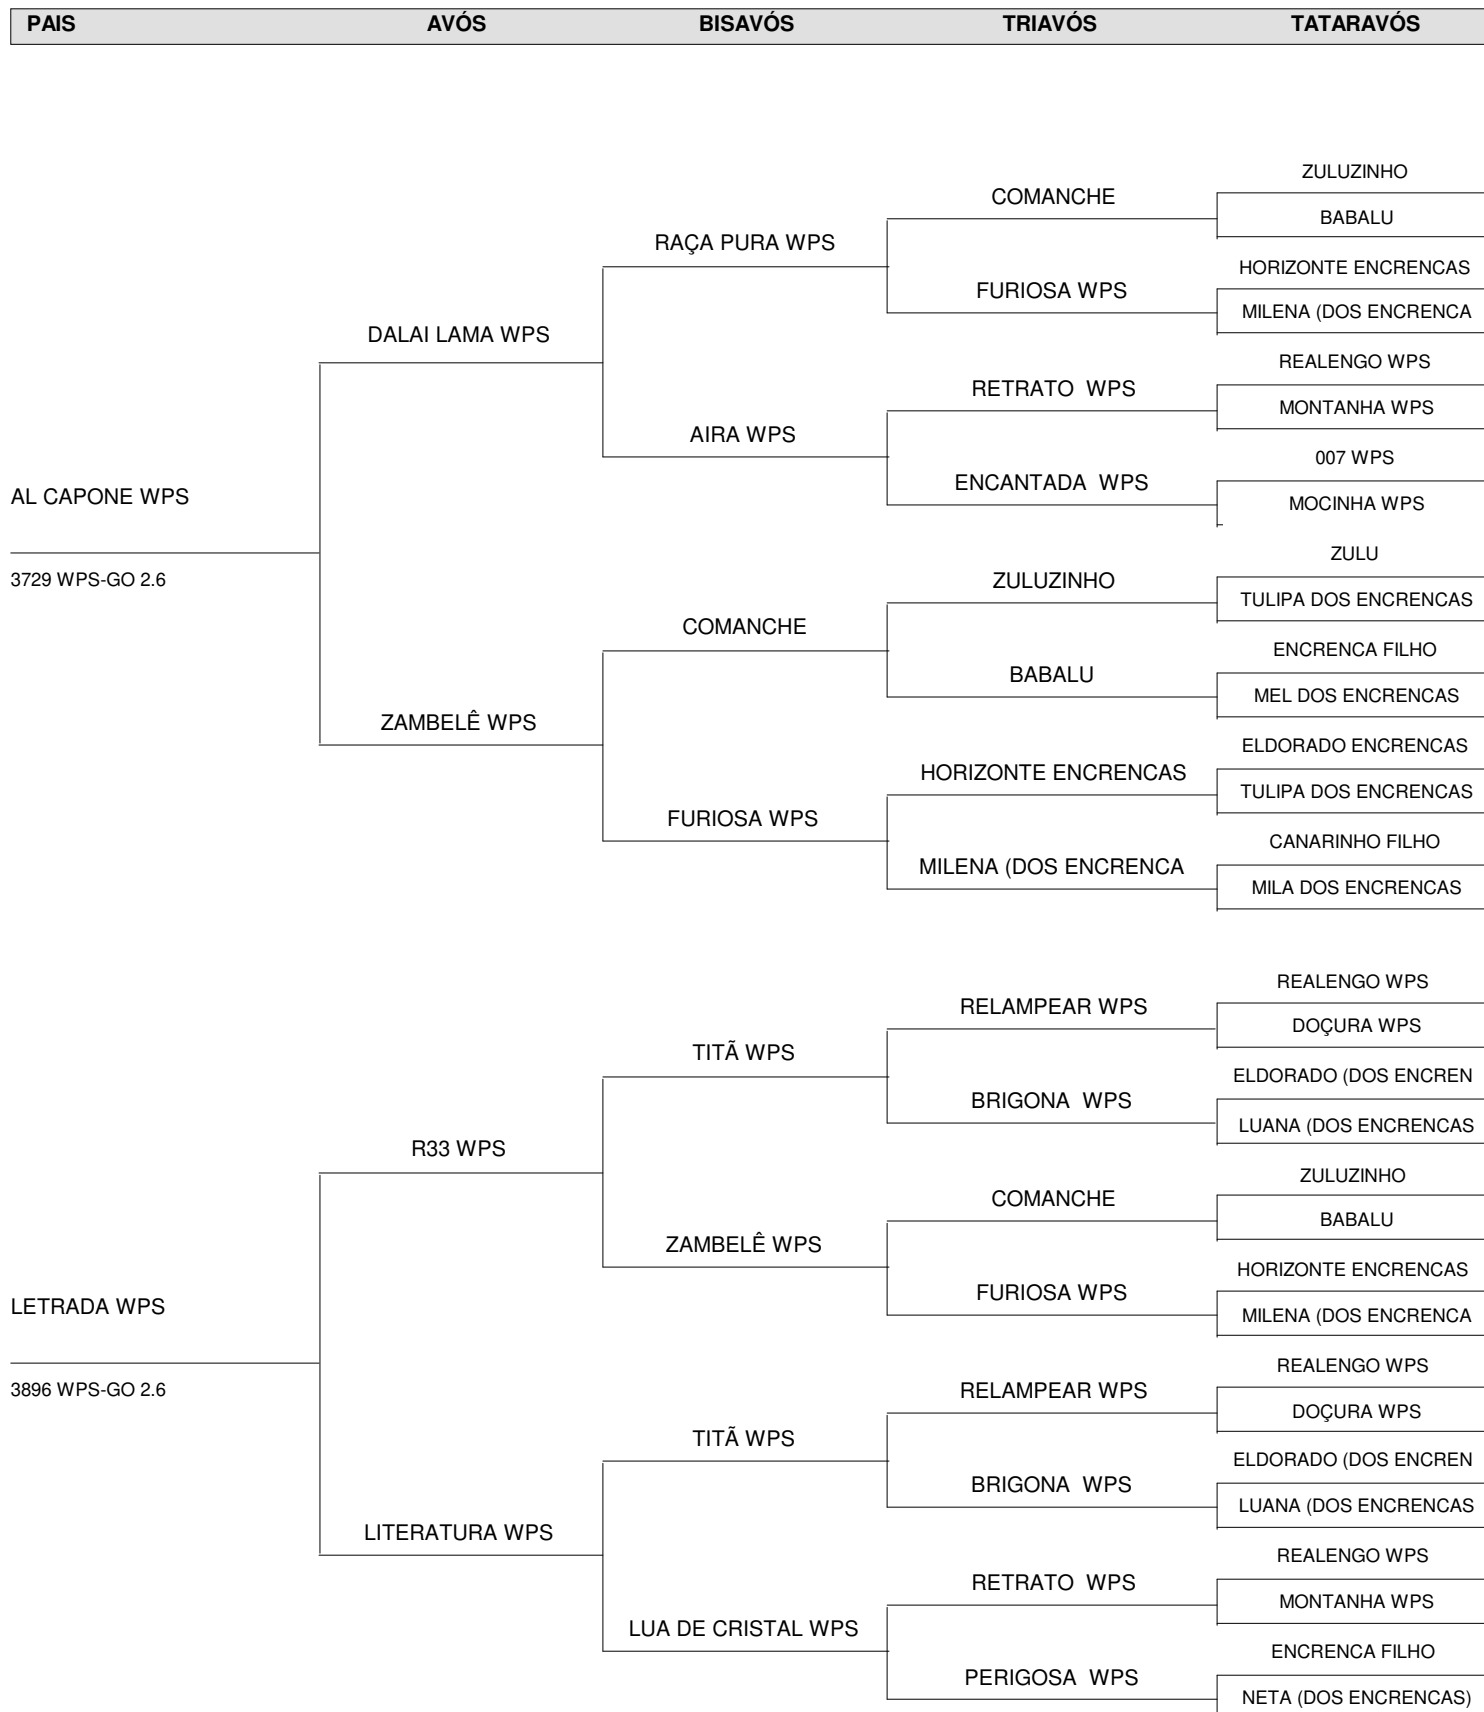 PAIS AVÓS BISAVÓS TRIAVÓS TATARAVÓS
ZULUZINHO
COMANCHE
BABALU
RAÇA PURA WPS
HORIZONTE ENCRENCAS
FURIOSA WPS
MILENA (DOS ENCRENCA
DALAI LAMA WPS
REALENGO WPS
RETRATO WPS
MONTANHA WPS
AIRA WPS
007 WPS
ENCANTADA WPS
MOCINHA WPS
AL CAPONE WPS
3729 WPS-GO 2.6
ZULU
ZULUZINHO
TULIPA DOS ENCRENCAS
COMANCHE
ENCRENCA FILHO
BABALU
MEL DOS ENCRENCAS
ZAMBELÊ WPS
ELDORADO ENCRENCAS
HORIZONTE ENCRENCAS
TULIPA DOS ENCRENCAS
FURIOSA WPS
CANARINHO FILHO
MILENA (DOS ENCRENCA
MILA DOS ENCRENCAS
REALENGO WPS
RELAMPEAR WPS
DOÇURA WPS
TITÃ WPS
ELDORADO (DOS ENCREN
BRIGONA WPS
LUANA (DOS ENCRENCAS
R33 WPS
ZULUZINHO
COMANCHE
BABALU
ZAMBELÊ WPS
HORIZONTE ENCRENCAS
FURIOSA WPS
MILENA (DOS ENCRENCA
LETRADA WPS
3896 WPS-GO 2.6
REALENGO WPS
RELAMPEAR WPS
DOÇURA WPS
TITÃ WPS
ELDORADO (DOS ENCREN
BRIGONA WPS
LUANA (DOS ENCRENCAS
LITERATURA WPS
REALENGO WPS
RETRATO WPS
MONTANHA WPS
LUA DE CRISTAL WPS
ENCRENCA FILHO
PERIGOSA WPS
NETA (DOS ENCRENCAS)